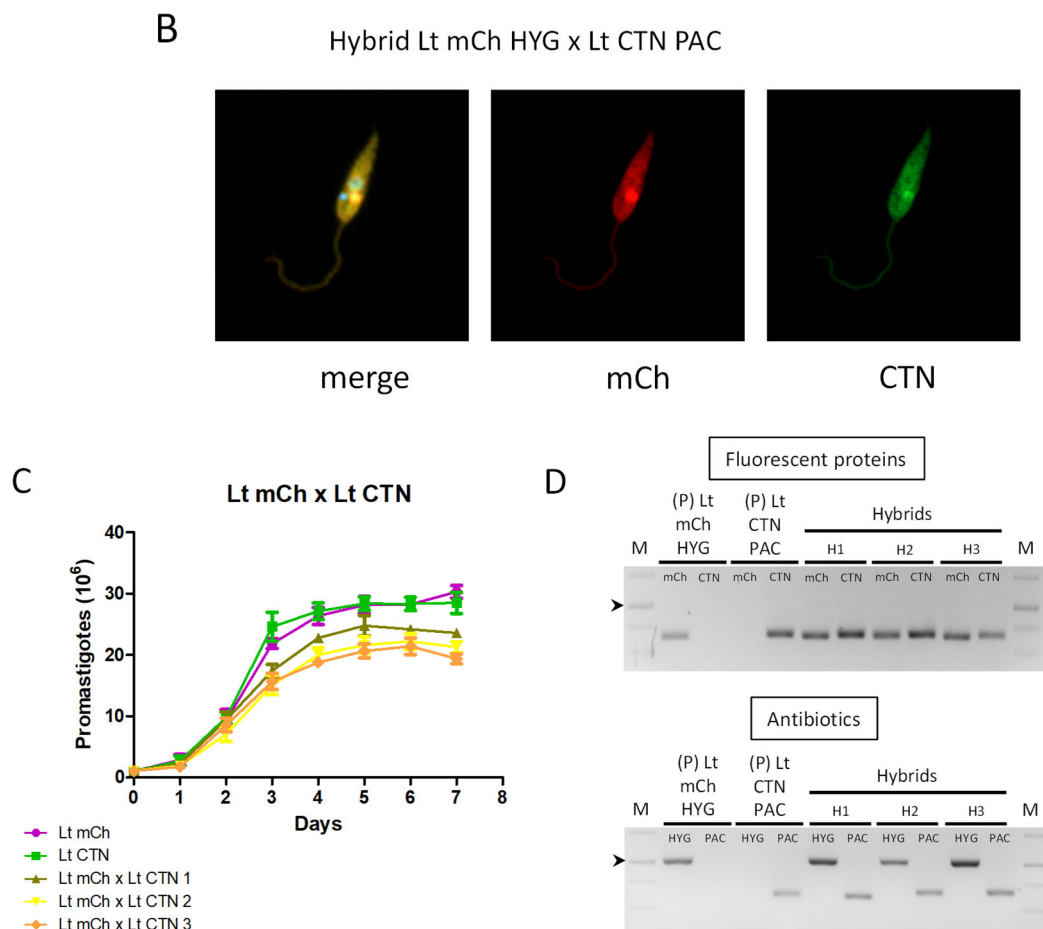 B
Hybrid Lt mCh HYG x Lt CTN PAC
merge
mCh
CTN
C
Lt mCh x Lt CTN
Promastigotes (10⁶)
40
30
20
10
0
0 1 2 3 4 5 6 7 8
Days
Lt mCh
Lt CTN
Lt mCh x Lt CTN 1
Lt mCh x Lt CTN 2
Lt mCh x Lt CTN 3
D
Fluorescent proteins
(P) Lt mCh HYG
(P) Lt CTN PAC
Hybrids
M H1 H2 H3 M
mCh CTN mCh CTN mCh CTN mCh CTN mCh CTN
Antibiotics
(P) Lt mCh HYG
(P) Lt CTN PAC
Hybrids
M H1 H2 H3 M
HYG PAC HYG PAC HYG PAC HYG PAC HYG PAC